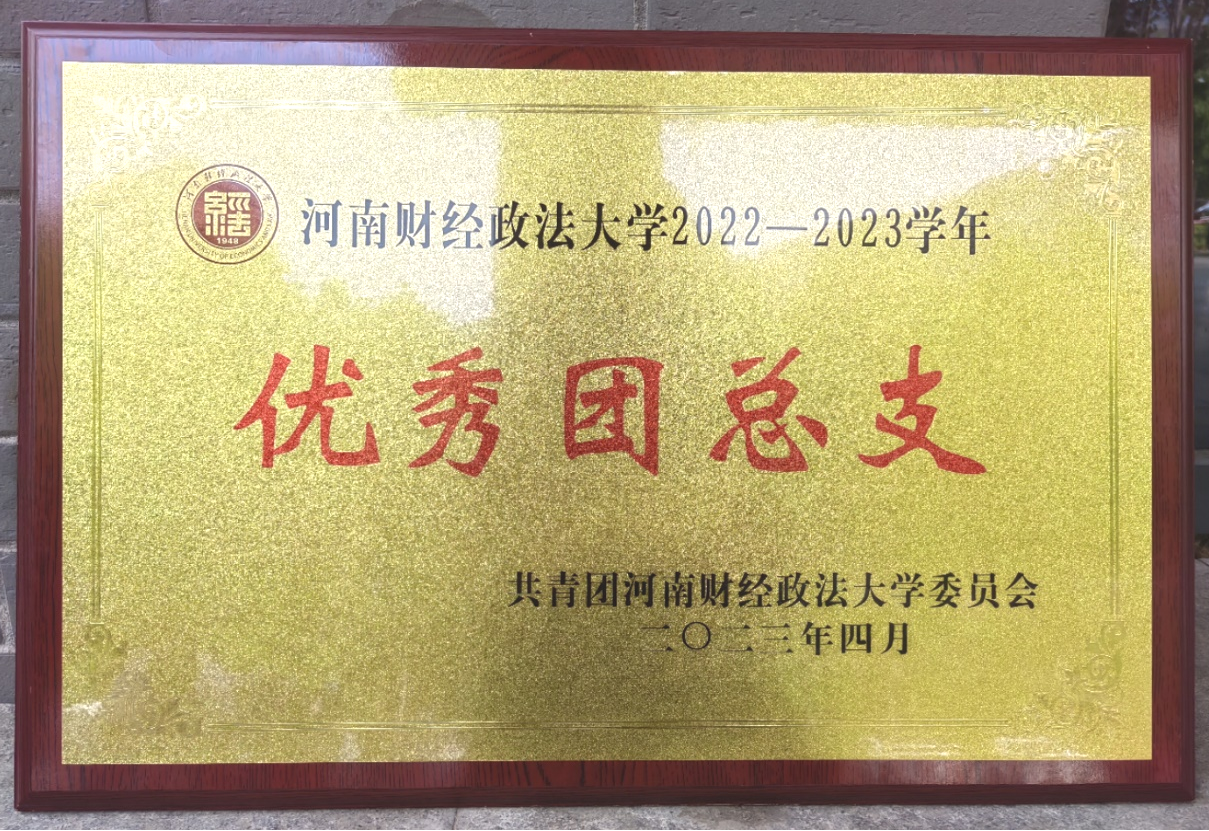 河南财经政法大学2022—2023学年
1948
优秀团总支
共青团河南财经政法大学委员会
二〇二三年四月